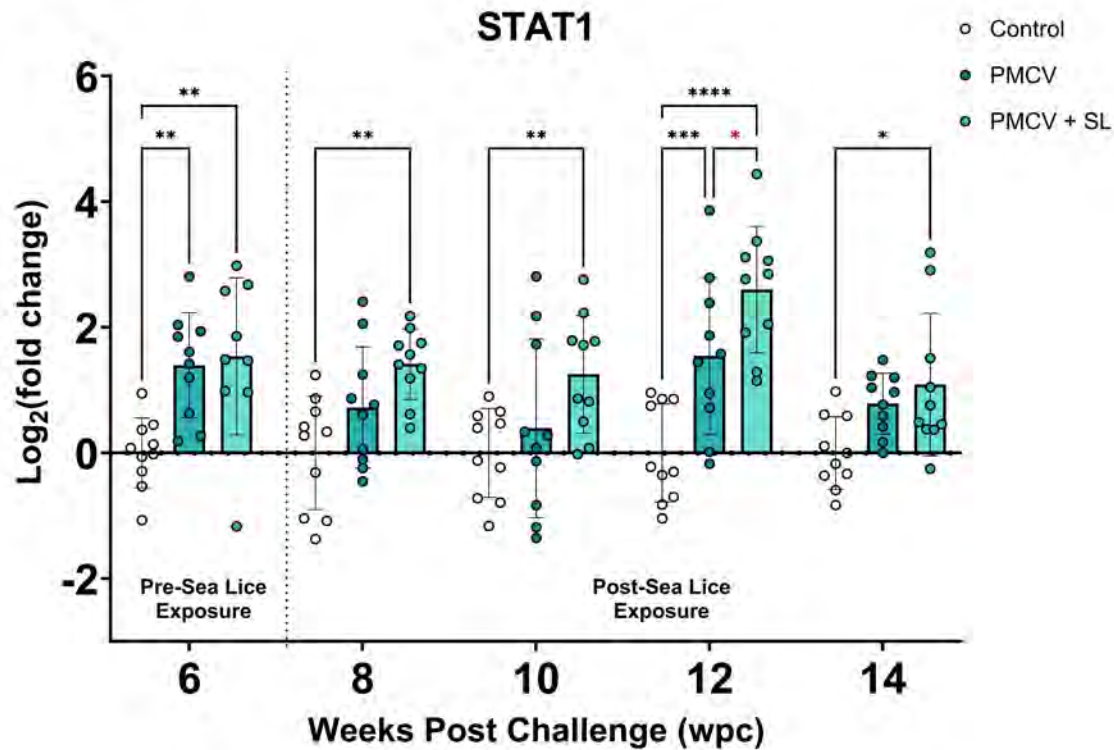 STAT1
Control
PMCV
PMCV + SL
6
4
2
0
-2
Log₂(fold change)
**
**
**
**
****
***
*
*
Pre-Sea Lice
Exposure
Post-Sea Lice
Exposure
6
8
10
12
14
Weeks Post Challenge (wpc)